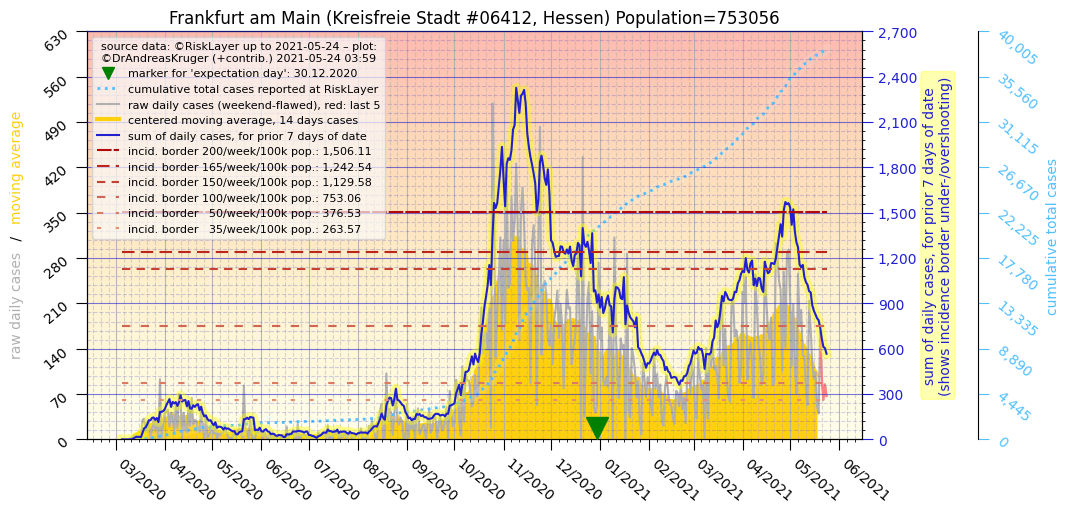 Frankfurt am Main (Kreisfreie Stadt #06412, Hessen) Population=753056
source data: ©RiskLayer up to 2021-05-24 – plot:
©DrAndreasKruger (+contrib.) 2021-05-24 03:59
marker for 'expectation day': 30.12.2020
cumulative total cases reported at RiskLayer
raw daily cases (weekend-flawed), red: last 5
centered moving average, 14 days cases
sum of daily cases, for prior 7 days of date
incid. border 200/week/100k pop.: 1,506.11
incid. border 165/week/100k pop.: 1,242.54
incid. border 150/week/100k pop.: 1,129.58
incid. border 100/week/100k pop.: 753.06
incid. border   50/week/100k pop.: 376.53
incid. border   35/week/100k pop.: 263.57
raw daily cases  /  moving average
630
560
490
420
350
280
210
140
70
0
03/2020
04/2020
05/2020
06/2020
07/2020
08/2020
09/2020
10/2020
11/2020
12/2020
01/2021
02/2021
03/2021
04/2021
05/2021
06/2021
2,700
2,400
2,100
1,800
1,500
1,200
900
600
300
0
sum of daily cases, for prior 7 days of date
(shows incidence border under-/overshooting)
40,005
35,560
31,115
26,670
22,225
17,780
13,335
8,890
4,445
0
cumulative total cases